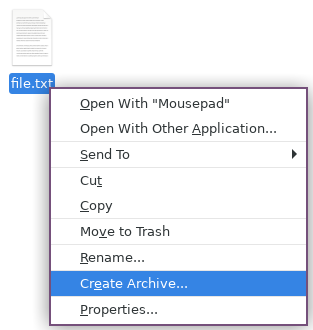 file.txt
Open With "Mousepad"
Open With Other Application...
Send To
Cut
Copy
Move to Trash
Rename...
Create Archive...
Properties...